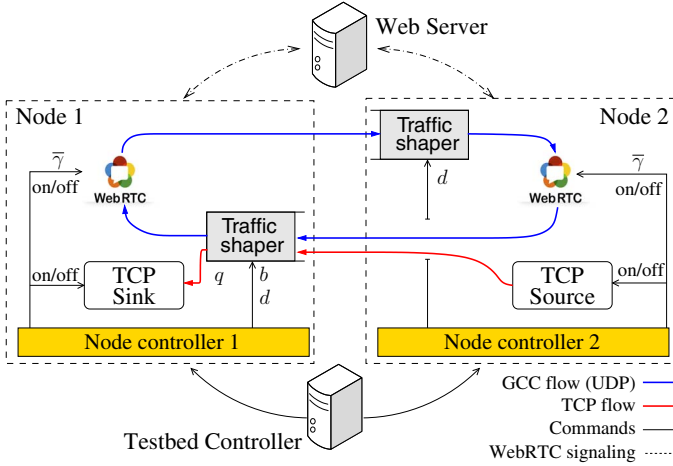 Web Server
Node 1
Node 2
Traffic
shaper
γ̅
on/off
WebRTC
d
WebRTC
γ̅
on/off
Traffic
shaper
on/off
TCP
Sink
q
b
d
TCP
Source
on/off
Node controller 1
Node controller 2
GCC flow (UDP)
TCP flow
Commands
WebRTC signaling
Testbed Controller